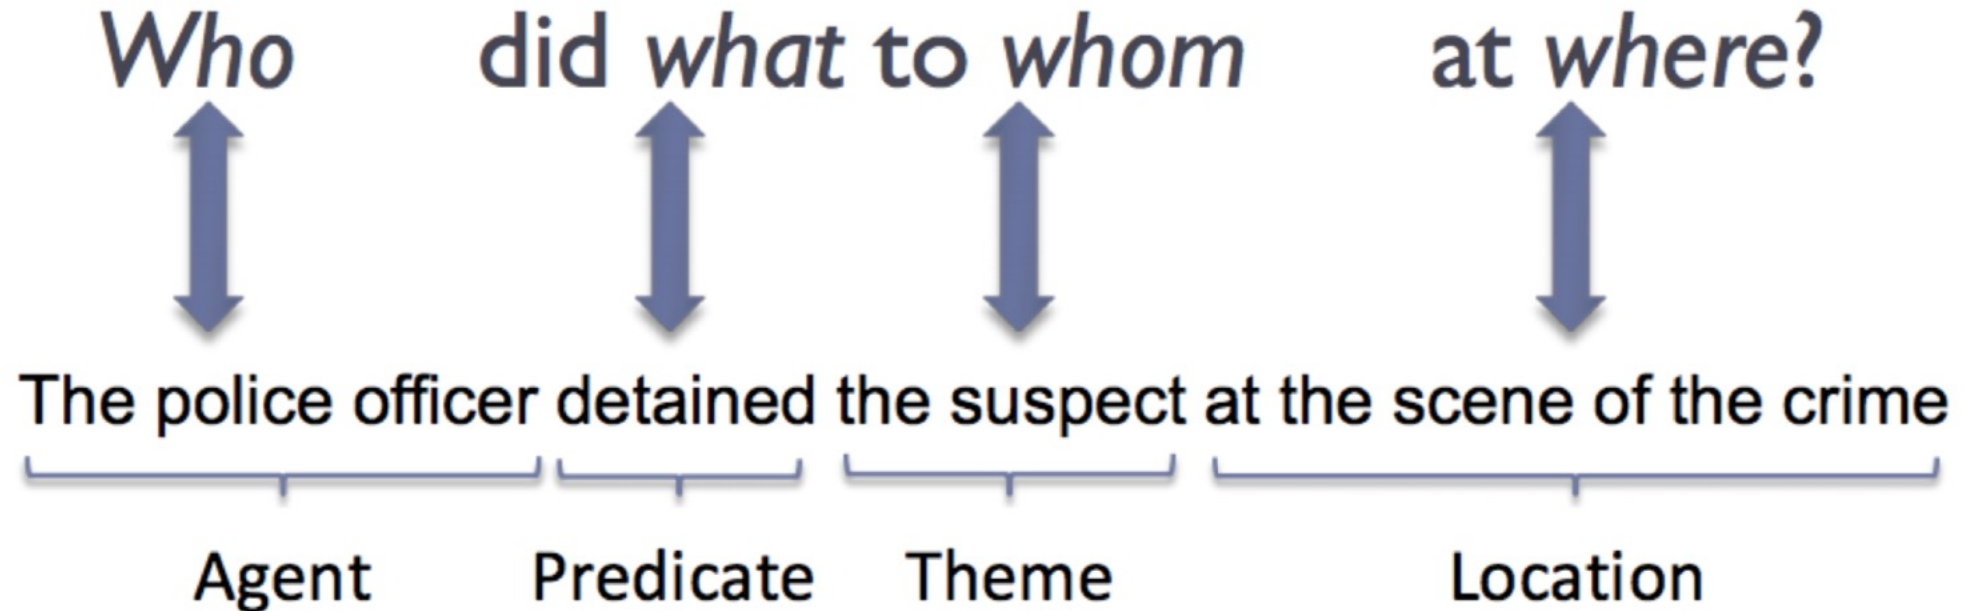 Who did what to whom at where?
The police officer detained the suspect at the scene of the crime
Agent Predicate Theme Location